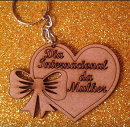 Dia
Internacional
da
Mulher